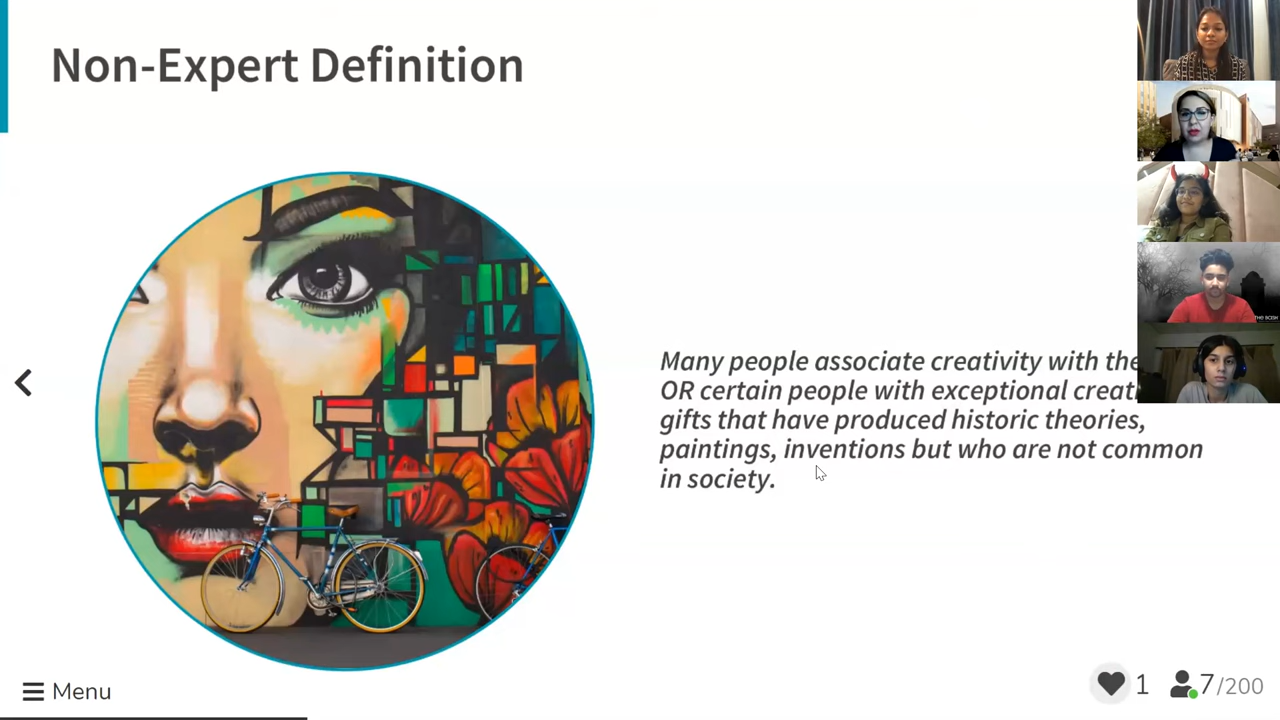 Non-Expert Definition
Many people associate creativity with the
OR certain people with exceptional
gifts that have produced historic theories,
paintings, inventions but who are not common
in society.
Menu
1
7/200